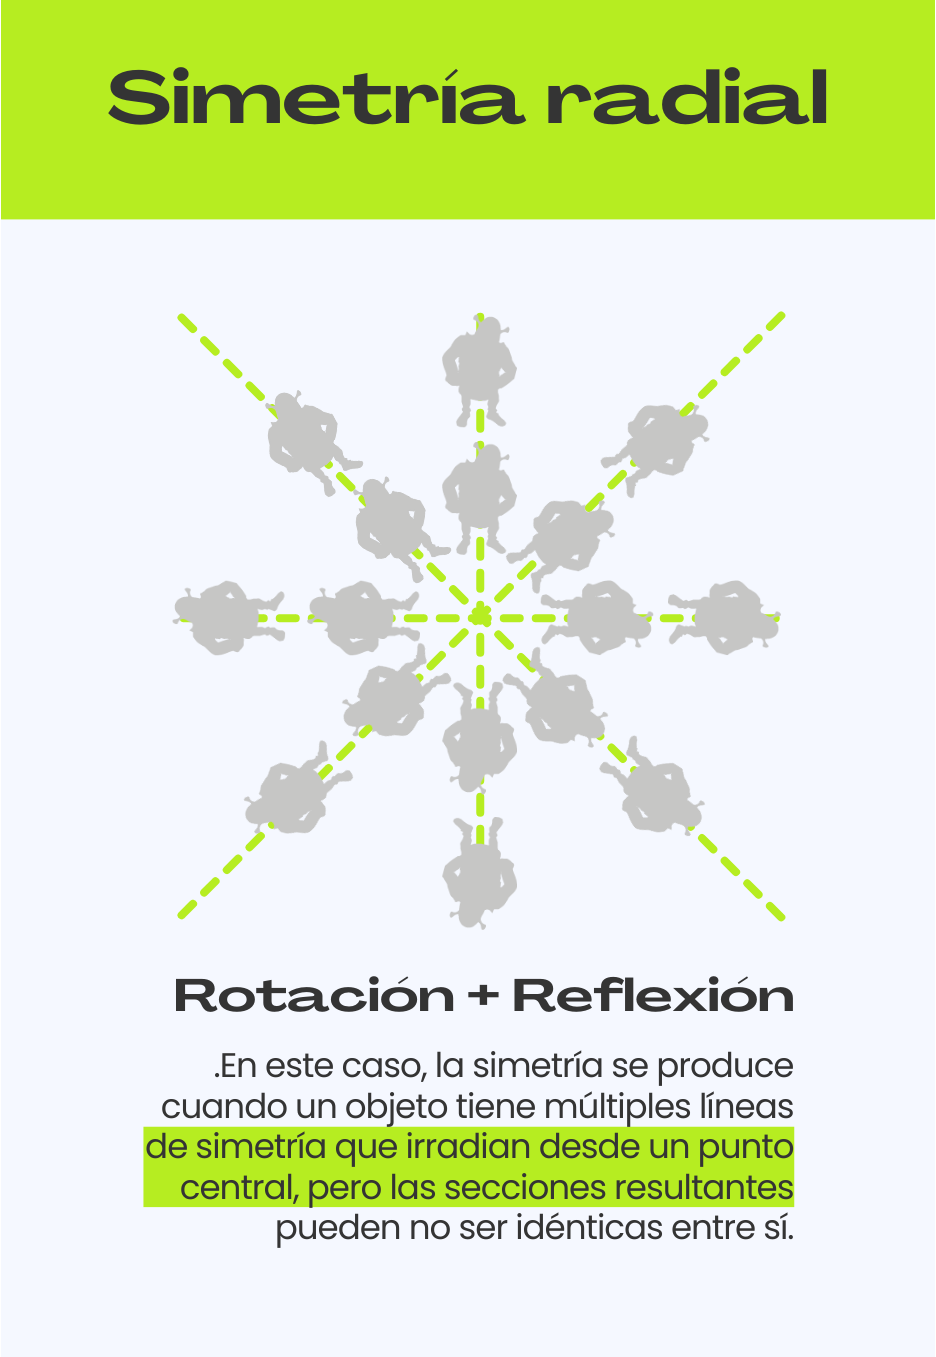 Simetría radial
Rotación + Reflexión
.En este caso, la simetría se produce
cuando un objeto tiene múltiples líneas
de simetría que irradian desde un punto
central, pero las secciones resultantes
pueden no ser idénticas entre sí.